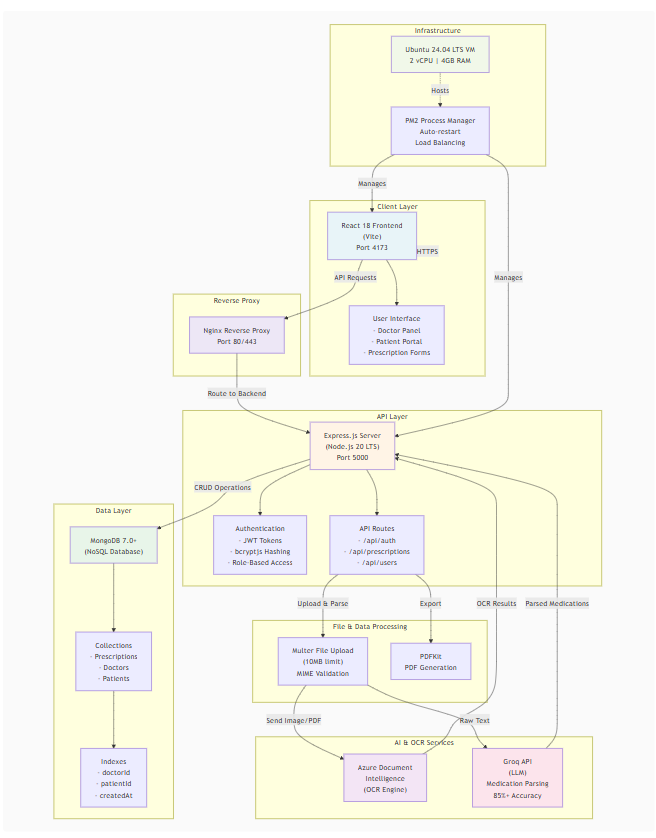 Infrastructure
Ubuntu 24.04 LTS VM
2 vCPU | 4GB RAM
Hosts
PM2 Process Manager
Auto-restart
Load Balancing
Manages
Client Layer
React 18 Frontend
(Vite)
Port 4173
HTTPS
API Requests
Manages
Reverse Proxy
Nginx Reverse Proxy
Port 80/443
User Interface
· Doctor Panel
· Patient Portal
· Prescription Forms
Route to Backend
API Layer
Express.js Server
(Node.js 20 LTS)
Port 5000
CRUD Operations
Data Layer
MongoDB 7.0+
(NoSQL Database)
Authentication
· JWT Tokens
· bcryptjs Hashing
· Role-Based Access
API Routes
· /api/auth
· /api/prescriptions
· /api/users
Upload & Parse
Export
OCR Results
Parsed Medications
File & Data Processing
Collections
· Prescriptions
· Doctors
· Patients
Multer File Upload
(10MB limit)
MIME Validation
PDFKit
PDF Generation
Send Image/PDF
Raw Text
AI & OCR Services
Indexes
· doctorId
· patientId
· createdAt
Azure Document
Intelligence
(OCR Engine)
Groq API
(LLM)
Medication Parsing
85%+ Accuracy